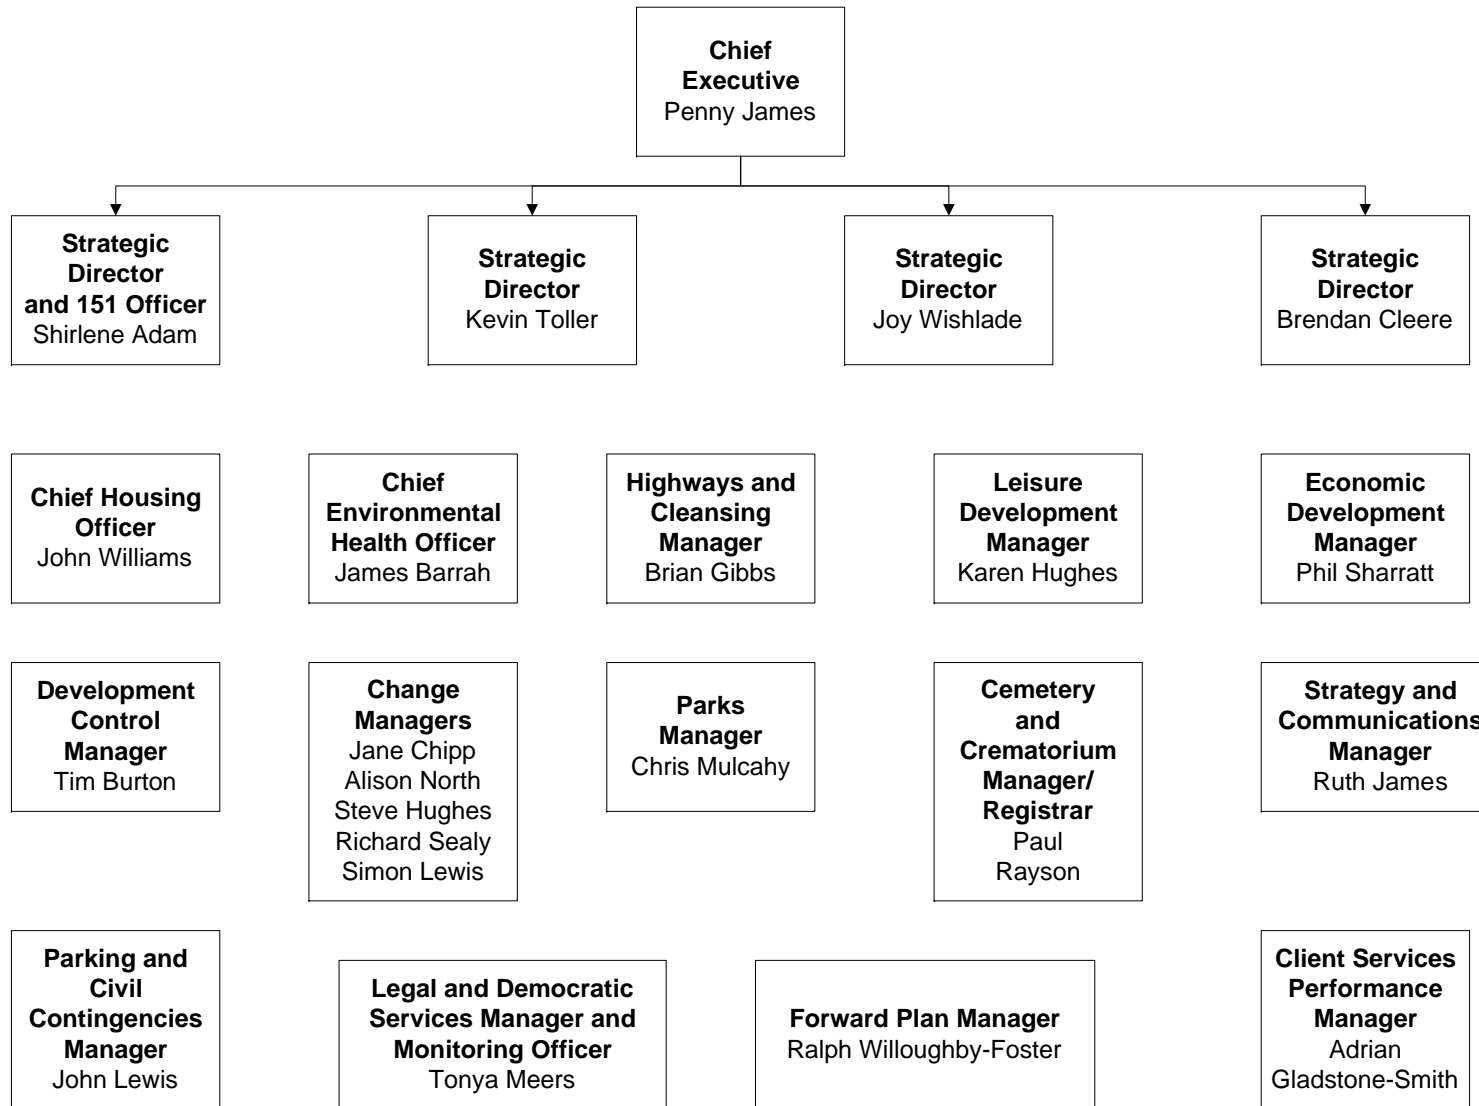 Chief
Executive
Penny James
Strategic
Director
and 151 Officer
Shirlene Adam
Strategic
Director
Kevin Toller
Strategic
Director
Joy Wishlade
Strategic
Director
Brendan Cleere
Chief Housing
Officer
John Williams
Chief
Environmental
Health Officer
James Barrah
Highways and
Cleansing
Manager
Brian Gibbs
Leisure
Development
Manager
Karen Hughes
Economic
Development
Manager
Phil Sharratt
Development
Control
Manager
Tim Burton
Change
Managers
Jane Chipp
Alison North
Steve Hughes
Richard Sealy
Simon Lewis
Parks
Manager
Chris Mulcahy
Cemetery
and
Crematorium
Manager/
Registrar
Paul
Rayson
Strategy and
Communications
Manager
Ruth James
Parking and
Civil
Contingencies
Manager
John Lewis
Legal and Democratic
Services Manager and
Monitoring Officer
Tonya Meers
Forward Plan Manager
Ralph Willoughby-Foster
Client Services
Performance
Manager
Adrian
Gladstone-Smith